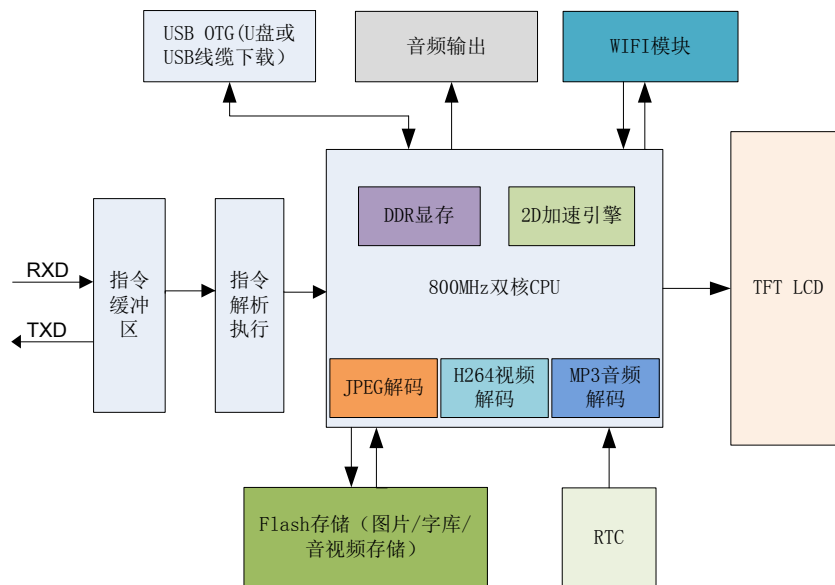 USB OTG(U盘或
USB线缆下载）
音频输出
WIFI模块
DDR显存
2D加速引擎
RXD
TXD
指令
缓冲
区
指令
解析
执行
800MHz双核CPU
TFT LCD
JPEG解码
H264视频
解码
MP3音频
解码
Flash存储（图片/字库/
音视频存储）
RTC